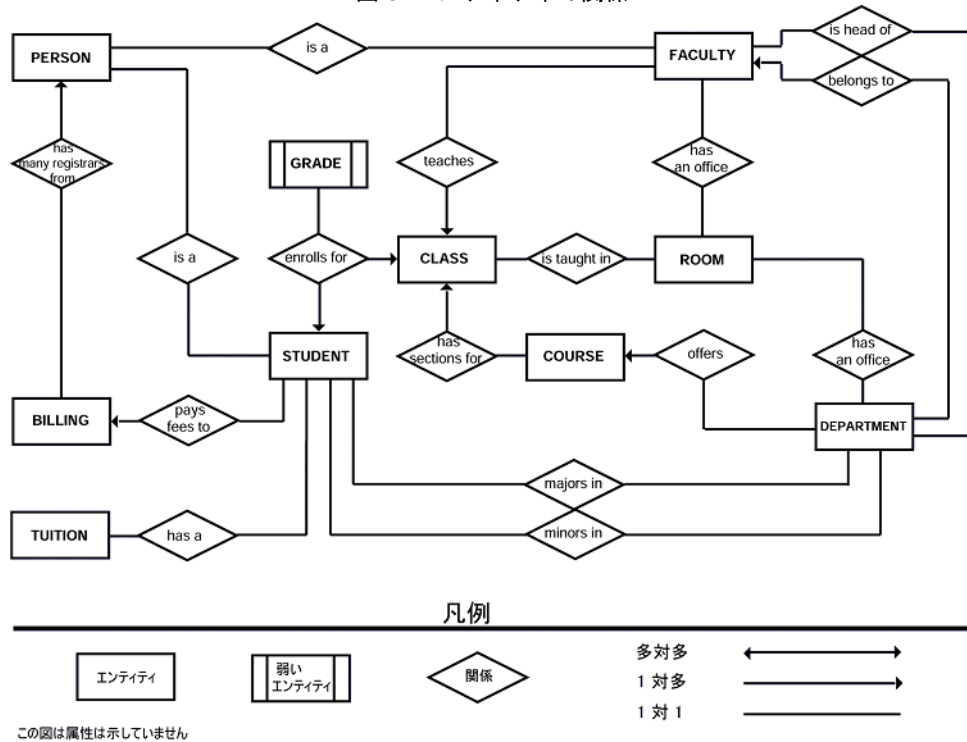 PERSON
is a
FACULTY
is head of
belongs to
has
many registrars
from
GRADE
teaches
has
an office
is a
enrolls for
CLASS
is taught in
ROOM
STUDENT
has
sections for
COURSE
offers
has
an office
BILLING
pays
fees to
DEPARTMENT
majors in
TUITION
has a
minors in
凡例
エンティティ
弱い
エンティティ
関係
多対多
1 対多
1 対 1
この図は属性は示していません